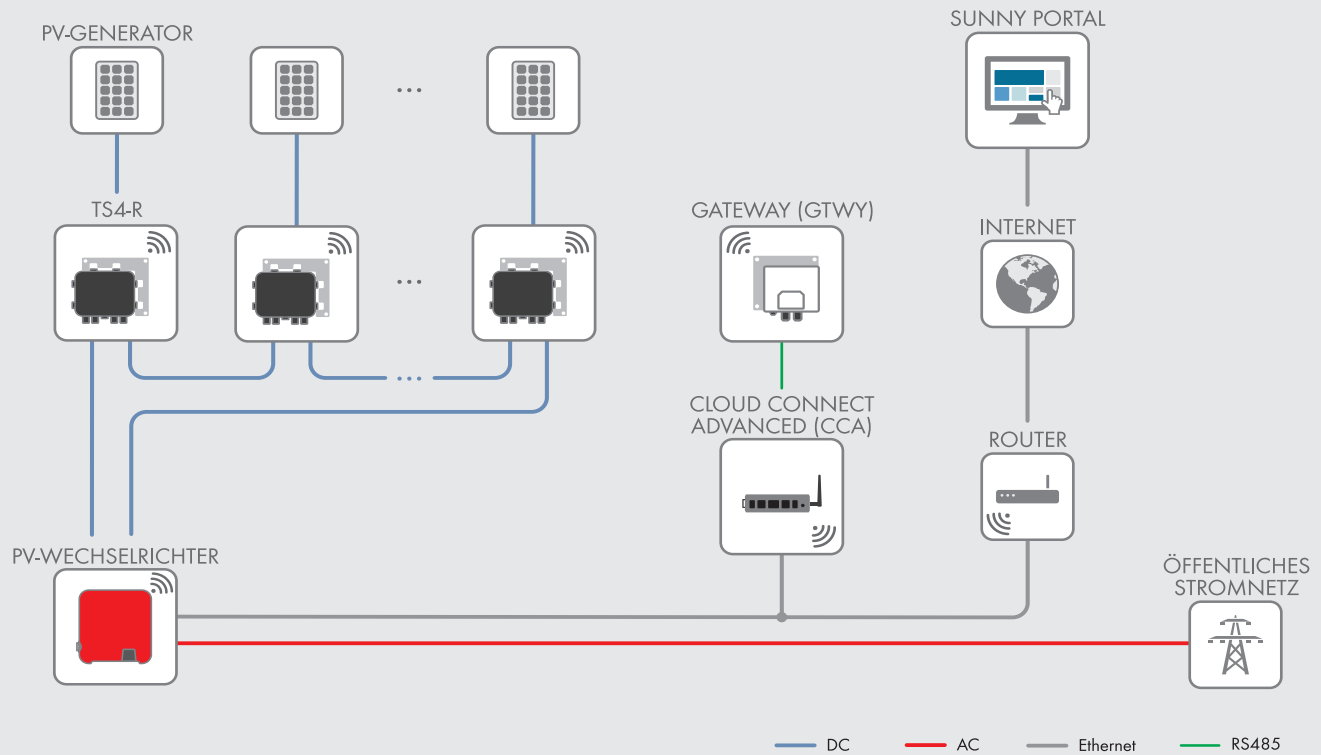 PV-GENERATOR
SUNNY PORTAL
...
TS4-R
GATEWAY (GTWY)
INTERNET
...
...
CLOUD CONNECT
ADVANCED (CCA)
ROUTER
PV-WECHSELRICHTER
ÖFFENTLICHES
STROMNETZ
DC
AC
Ethernet
RS485